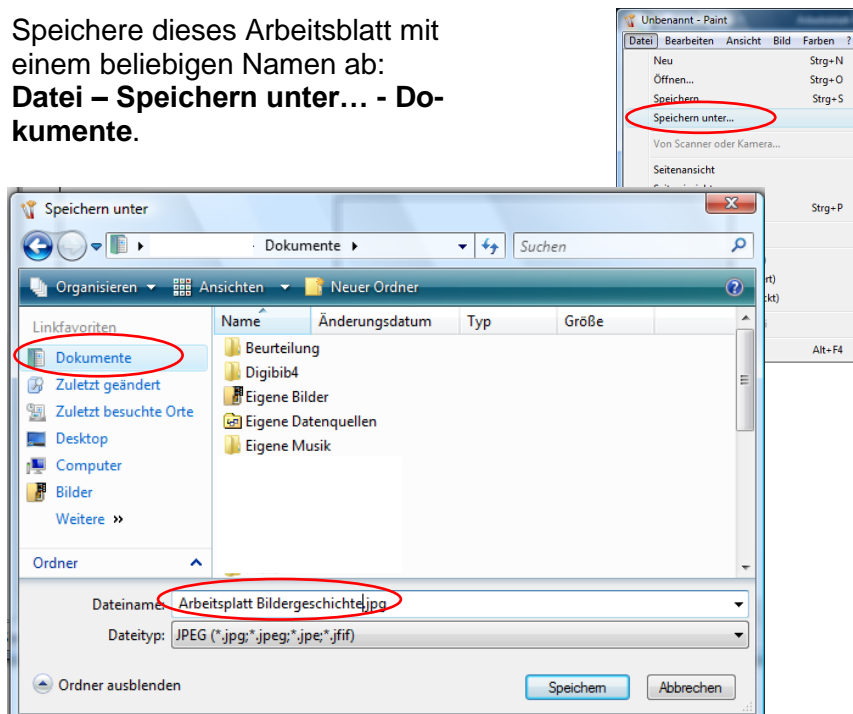 Speichere dieses Arbeitsblatt mit
einem beliebigen Namen ab:
Datei – Speichern unter… - Do-
kumente.
Unbenannt - Paint
Datei Bearbeiten Ansicht Bild Farben ?
Neu Strg+N
Öffnen... Strg+O
Speichern Strg+S
Speichern unter...
Von Scanner oder Kamera...
Seitenansicht
Strg+P
rt)
kt)
Alt+F4
Speichern unter
Dokumente
Suchen
Organisieren Ansichten Neuer Ordner
Linkfavoriten
Dokumente
Zuletzt geändert
Zuletzt besuchte Orte
Desktop
Computer
Bilder
Weitere »
Ordner
Name Änderungsdatum Typ Größe
Beurteilung
Digibib4
Eigene Bilder
Eigene Datenquellen
Eigene Musik
Dateiname: Arbeitsplatt Bildergeschichte.jpg
Dateityp: JPEG (*.jpg;*.jpeg;*.jpe;*.jfif)
Ordner ausblenden
Speichern Abbrechen